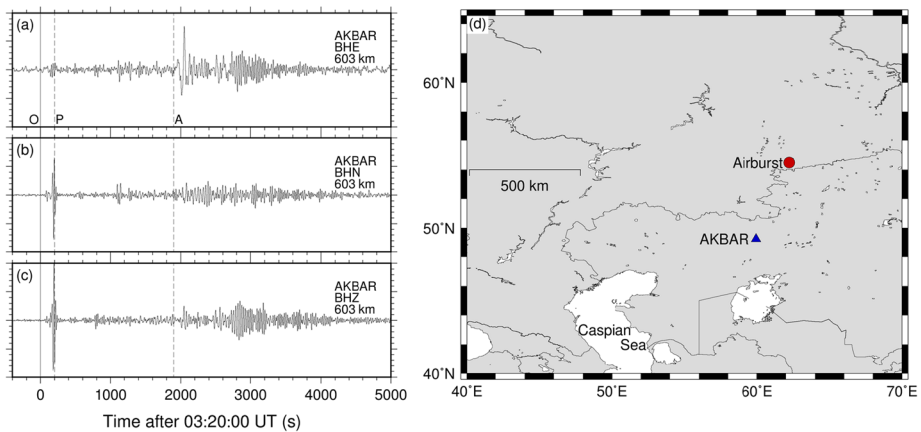 (a)
AKBAR
BHE
603 km
O P A
(b)
AKBAR
BHN
603 km
(c)
AKBAR
BHZ
603 km
0 1000 2000 3000 4000 5000
Time after 03:20:00 UT (s)
(d)
60°N
Airburst
500 km
50°N
AKBAR
Caspian
Sea
40°N
40°E 50°E 60°E 70°E